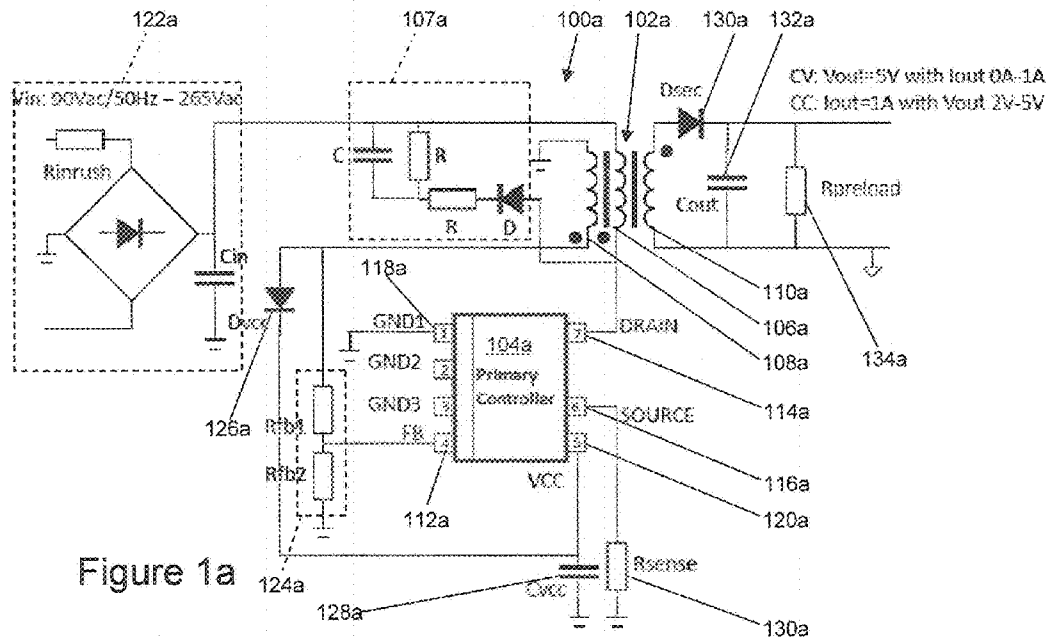 122a
107a
100a
102a
130a
132a
Vin: 90Vac/50Hz – 265Vac
CV: Vout=5V with Iout 0A-1A
CC: Iout=1A with Vout 2V-5V
Dsec
Rinrush
C
R
R
D
Cout
Rpreload
Cin
118a
Dvcc
GND1
1
104a
7
DRAIN
110a
106a
108a
134a
GND2
2
Primary
Controller
114a
126a
GND3
3
6
SOURCE
Rfb1
FB
4
5
116a
Rfb2
VCC
112a
120a
Figure 1a
124a
128a
Cvcc
Rsense
130a